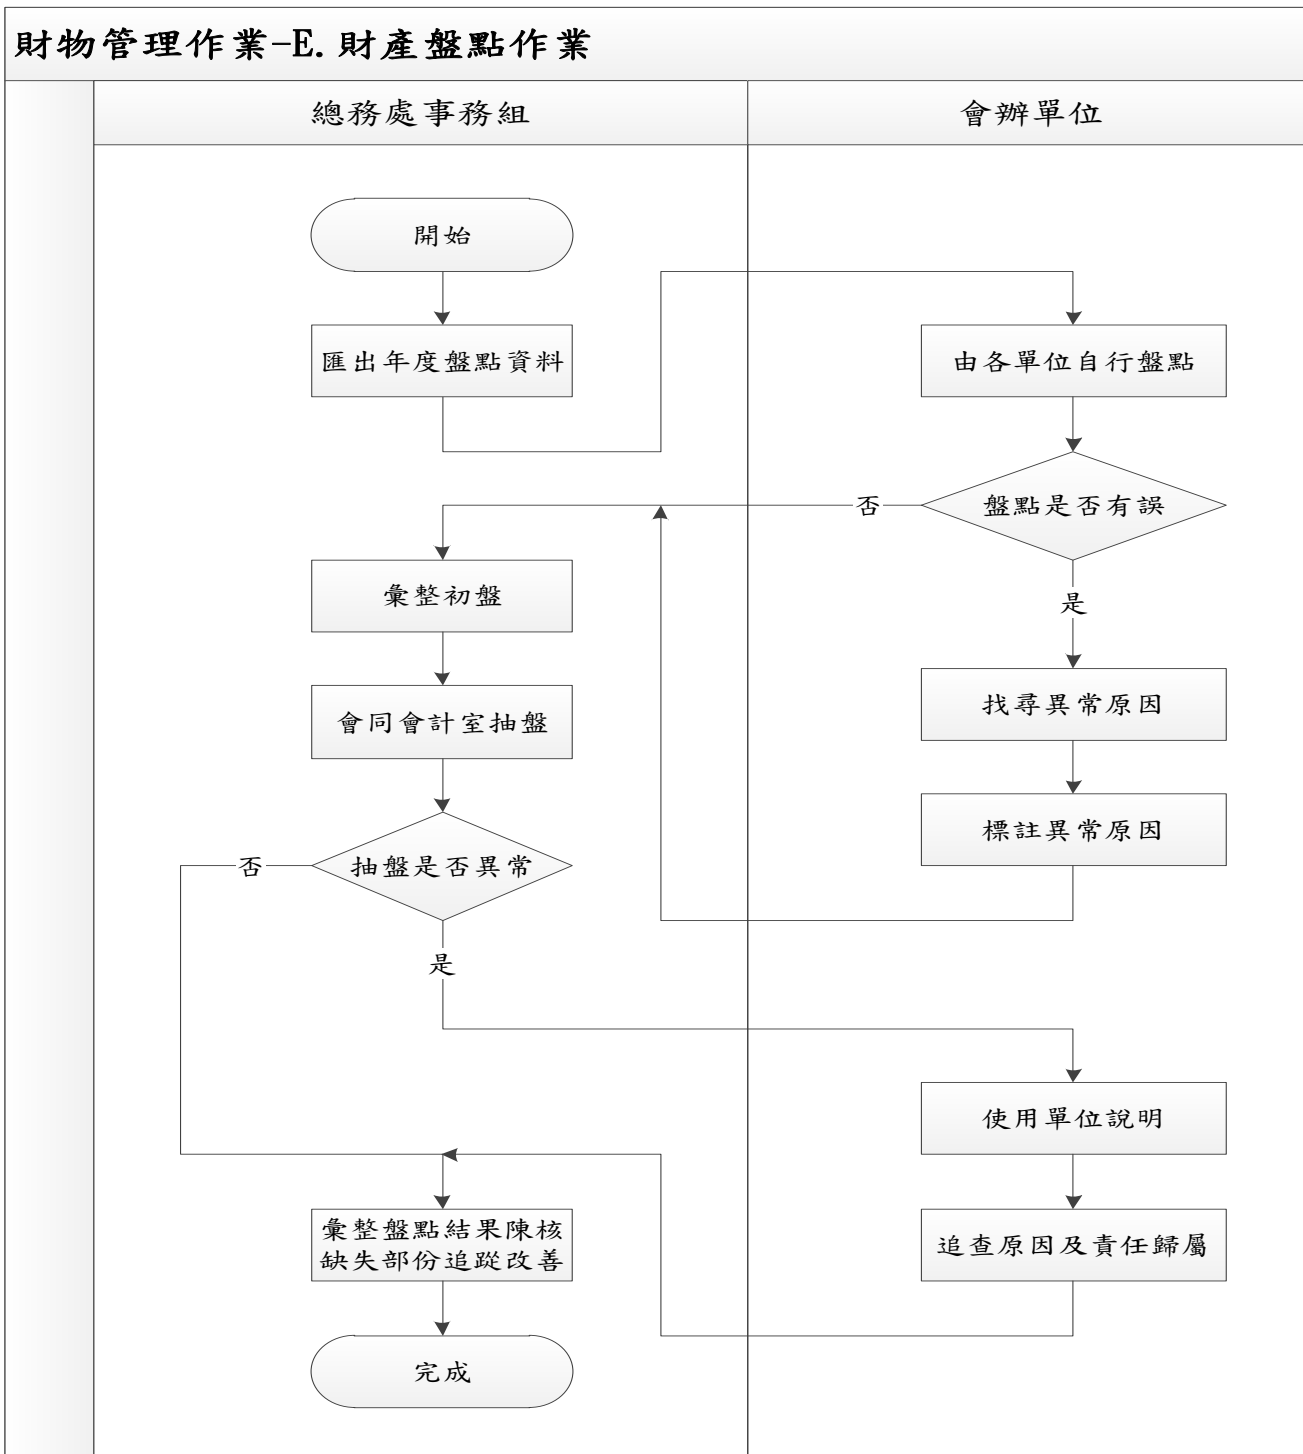 財物管理作業-E.財產盤點作業
總務處事務組
會辦單位
開始
匯出年度盤點資料
由各單位自行盤點
盤點是否有誤
否
是
彙整初盤
找尋異常原因
會同會計室抽盤
標註異常原因
抽盤是否異常
否
是
使用單位說明
追查原因及責任歸屬
彙整盤點結果陳核
缺失部份追蹤改善
完成